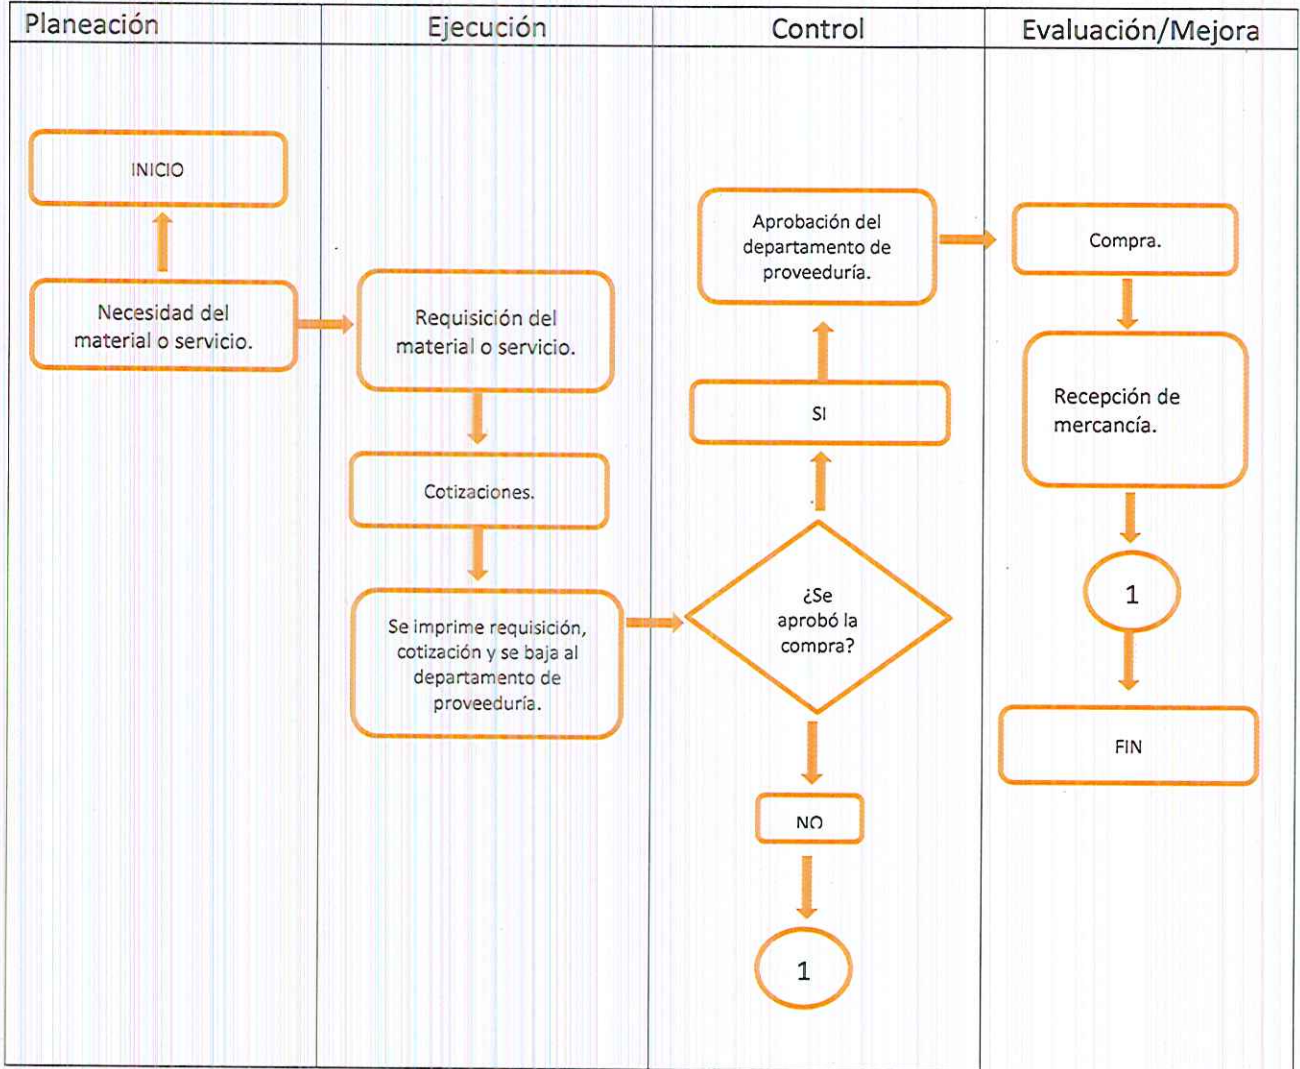 Planeación
Ejecución
Control
Evaluación/Mejora
INICIO
Necesidad del
material o servicio.
Requisición del
material o servicio.
Cotizaciones.
Se imprime requisición,
cotización y se baja al
departamento de
proveeduría.
Aprobación del
departamento de
proveeduría.
SI
¿Se
aprobó la
compra?
NO
1
Compra.
Recepción de
mercancía.
1
FIN